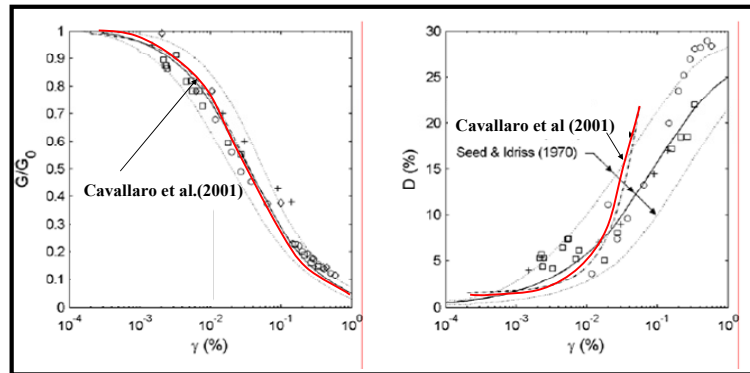 1
0.9
0.8
0.7
0.6
0.5
0.4
0.3
0.2
0.1
0
G/G0
Cavallaro et al.(2001)
10-4 10-3 10-2 10-1 100
γ (%)
30
25
20
15
10
5
0
D (%)
Cavallaro et al (2001)
Seed & Idriss (1970)
10-4 10-3 10-2 10-1 100
γ (%)